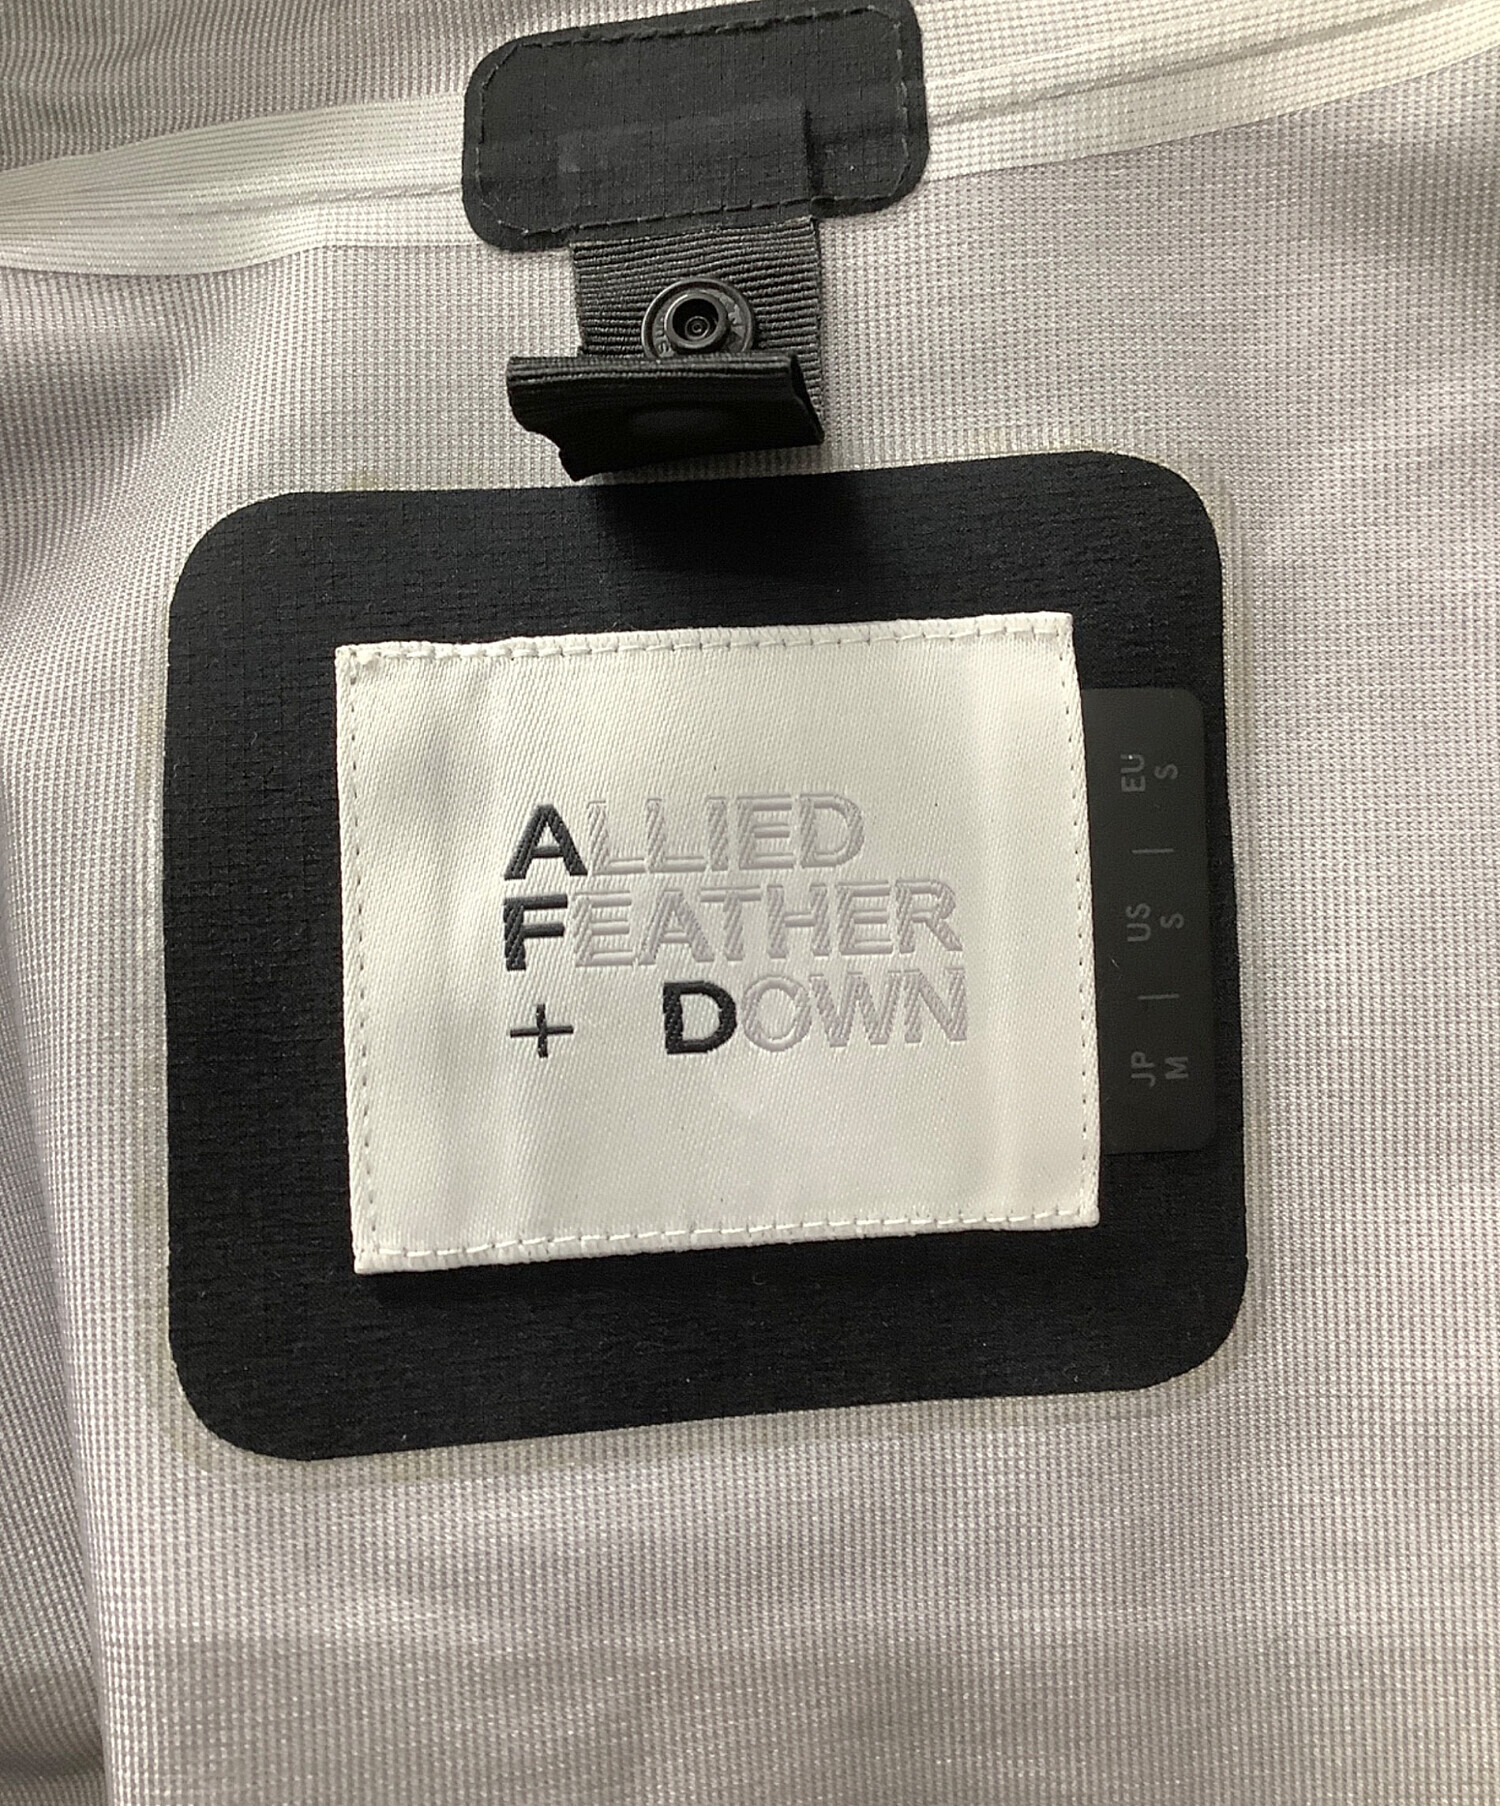 ALLIED
FEATHER
+ DOWN
JP | US | EU
M S S